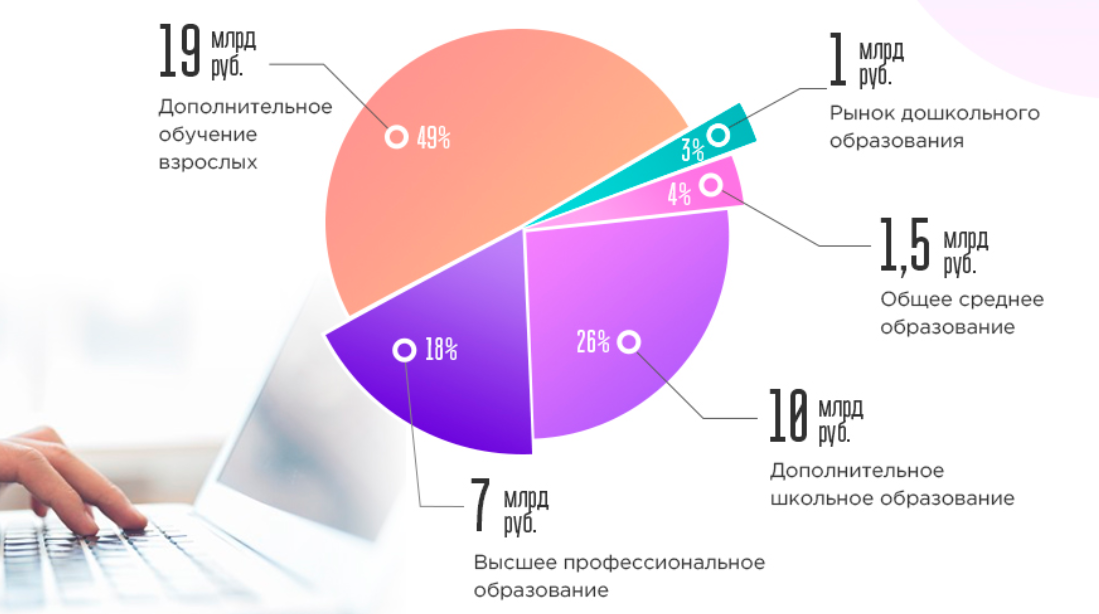 19 млрд
руб.
Дополнительное
обучение
взрослых
49%
1 млрд
руб.
Рынок дошкольного
образования
3%
4%
1,5 млрд
руб.
Общее среднее
образование
26%
10 млрд
руб.
Дополнительное
школьное образование
18%
7 млрд
руб.
Высшее профессиональное
образование